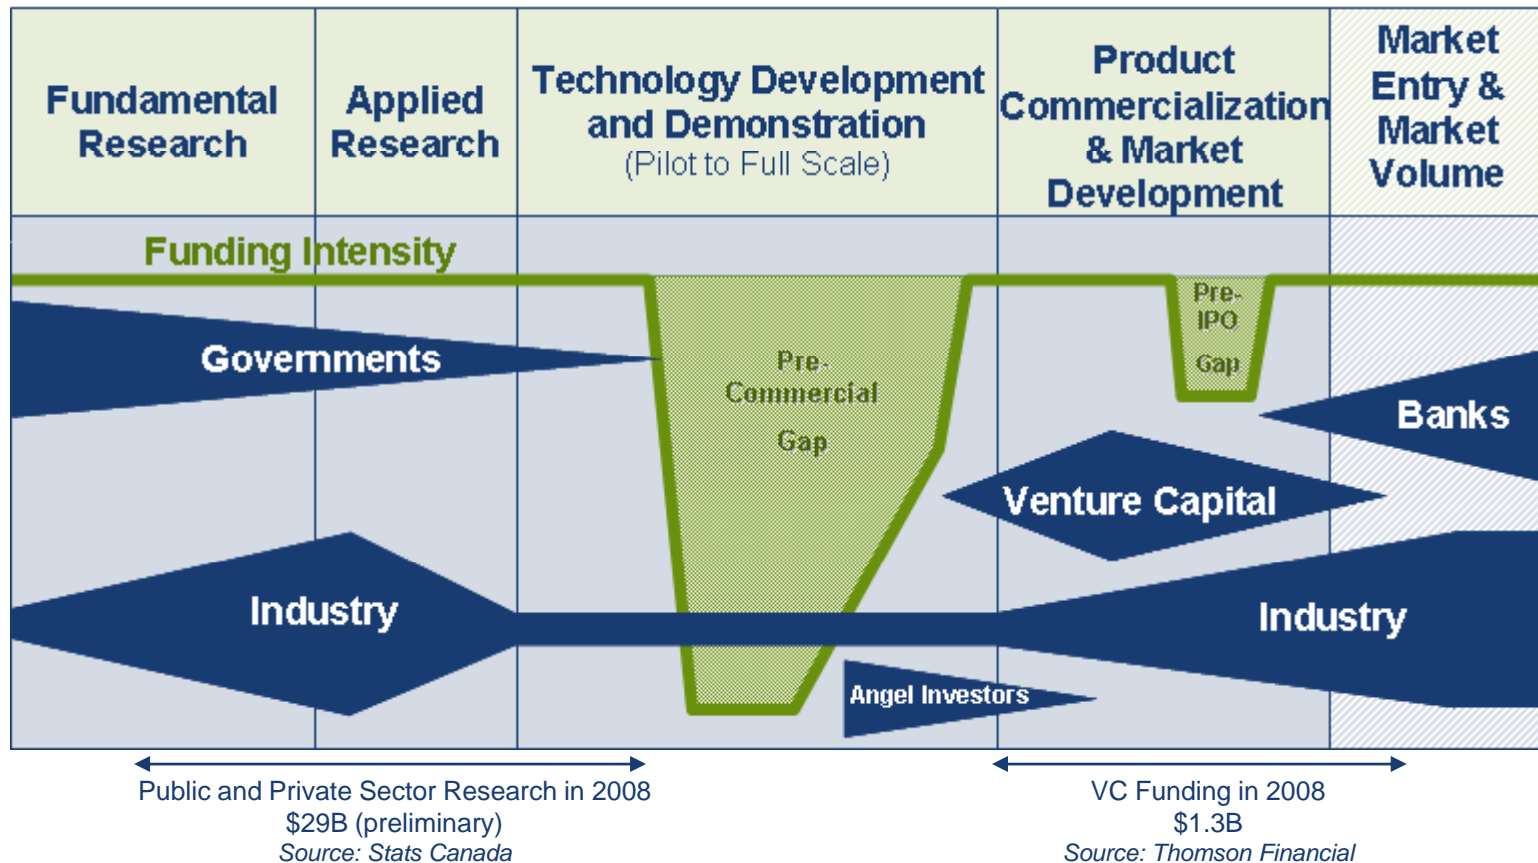 Fundamental
Research
Applied
Research
Technology Development
and Demonstration
(Pilot to Full Scale)
Product
Commercialization
& Market
Development
Market
Entry &
Market
Volume
Funding Intensity
Governments
Pre-
Commercial
Gap
Pre-
IPO
Gap
Banks
Venture Capital
Industry
Industry
Angel Investors
Public and Private Sector Research in 2008
$29B (preliminary)
Source: Stats Canada
VC Funding in 2008
$1.3B
Source: Thomson Financial